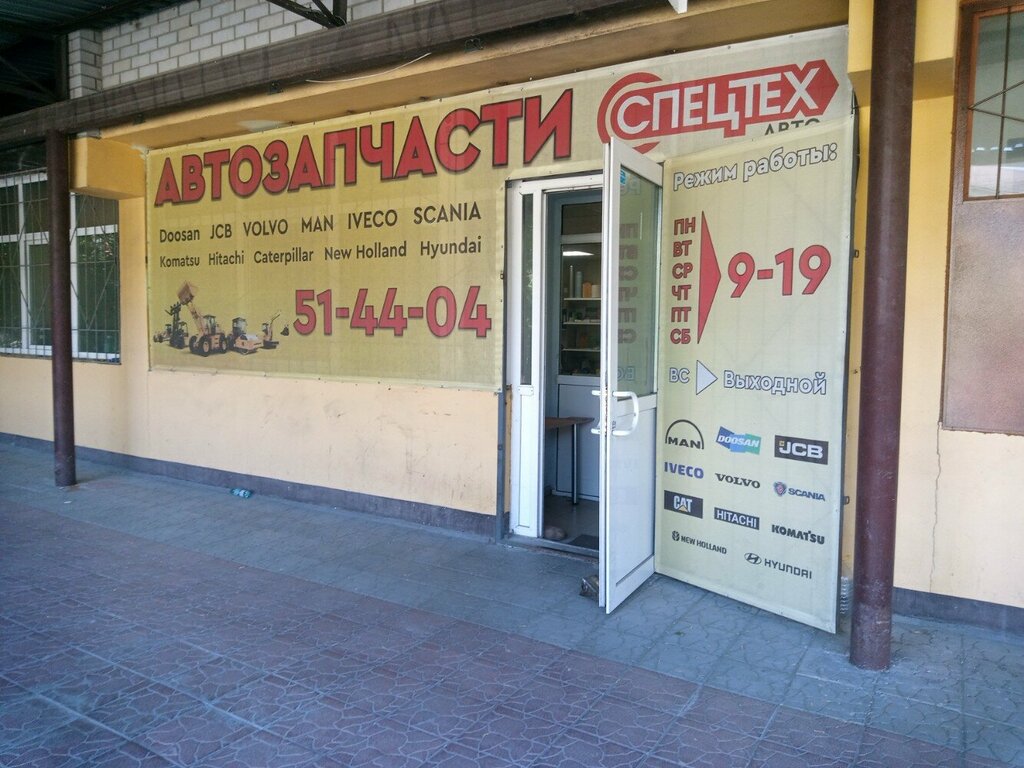 АВТОЗАПЧАСТИ
СПЕЦТЕХ
АВТО
Doosan JCB VOLVO MAN IVECO SCANIA
Komatsu Hitachi Caterpillar New Holland Hyundai
51-44-04
Режим работы:
ПН
ВТ
СР
ЧТ
ПТ
СБ
9-19
ВС Выходной
MAN DOOSAN JCB
IVECO VOLVO SCANIA
CAT HITACHI KOMATSU
NEW HOLLAND HYUNDAI